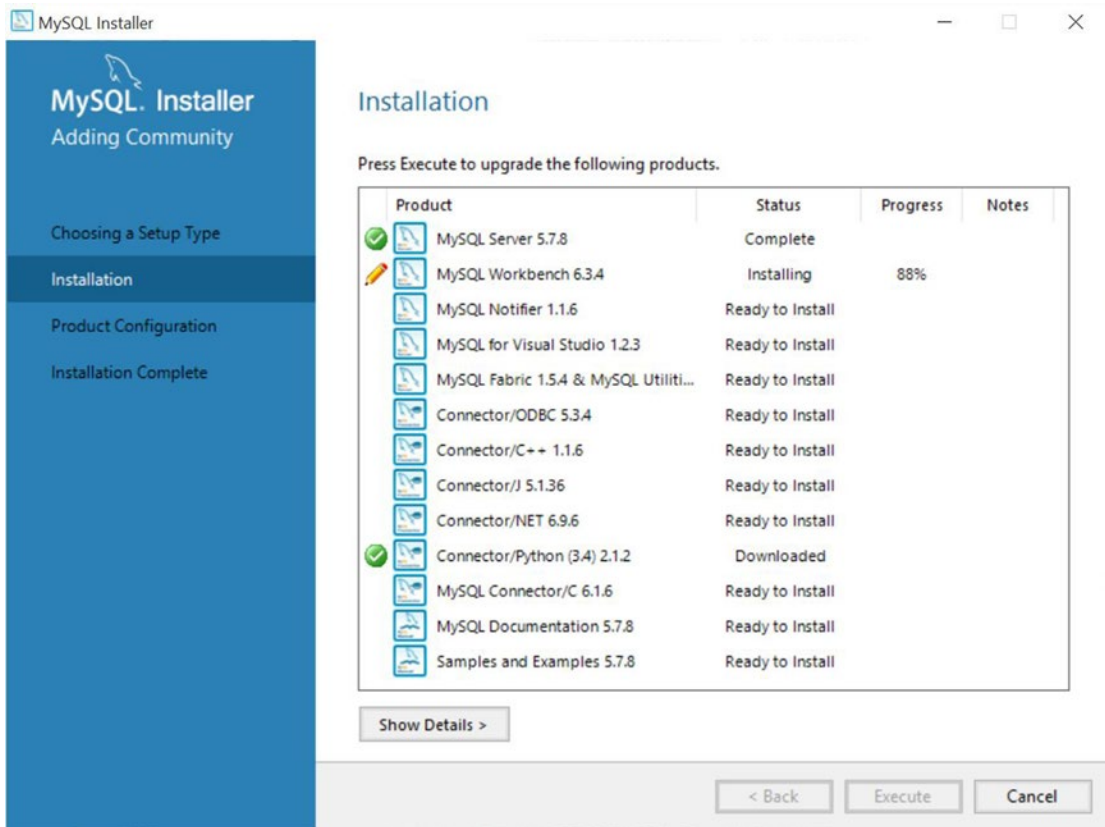 MySQL Installer
MySQL. Installer
Adding Community
Choosing a Setup Type
Installation
Product Configuration
Installation Complete
Installation
Press Execute to upgrade the following products.
Product Status Progress Notes
MySQL Server 5.7.8 Complete
MySQL Workbench 6.3.4 Installing 88%
MySQL Notifier 1.1.6 Ready to Install
MySQL for Visual Studio 1.2.3 Ready to Install
MySQL Fabric 1.5.4 & MySQL Utiliti... Ready to Install
Connector/ODBC 5.3.4 Ready to Install
Connector/C++ 1.1.6 Ready to Install
Connector/J 5.1.36 Ready to Install
Connector/NET 6.9.6 Ready to Install
Connector/Python (3.4) 2.1.2 Downloaded
MySQL Connector/C 6.1.6 Ready to Install
MySQL Documentation 5.7.8 Ready to Install
Samples and Examples 5.7.8 Ready to Install
Show Details >
< Back Execute Cancel